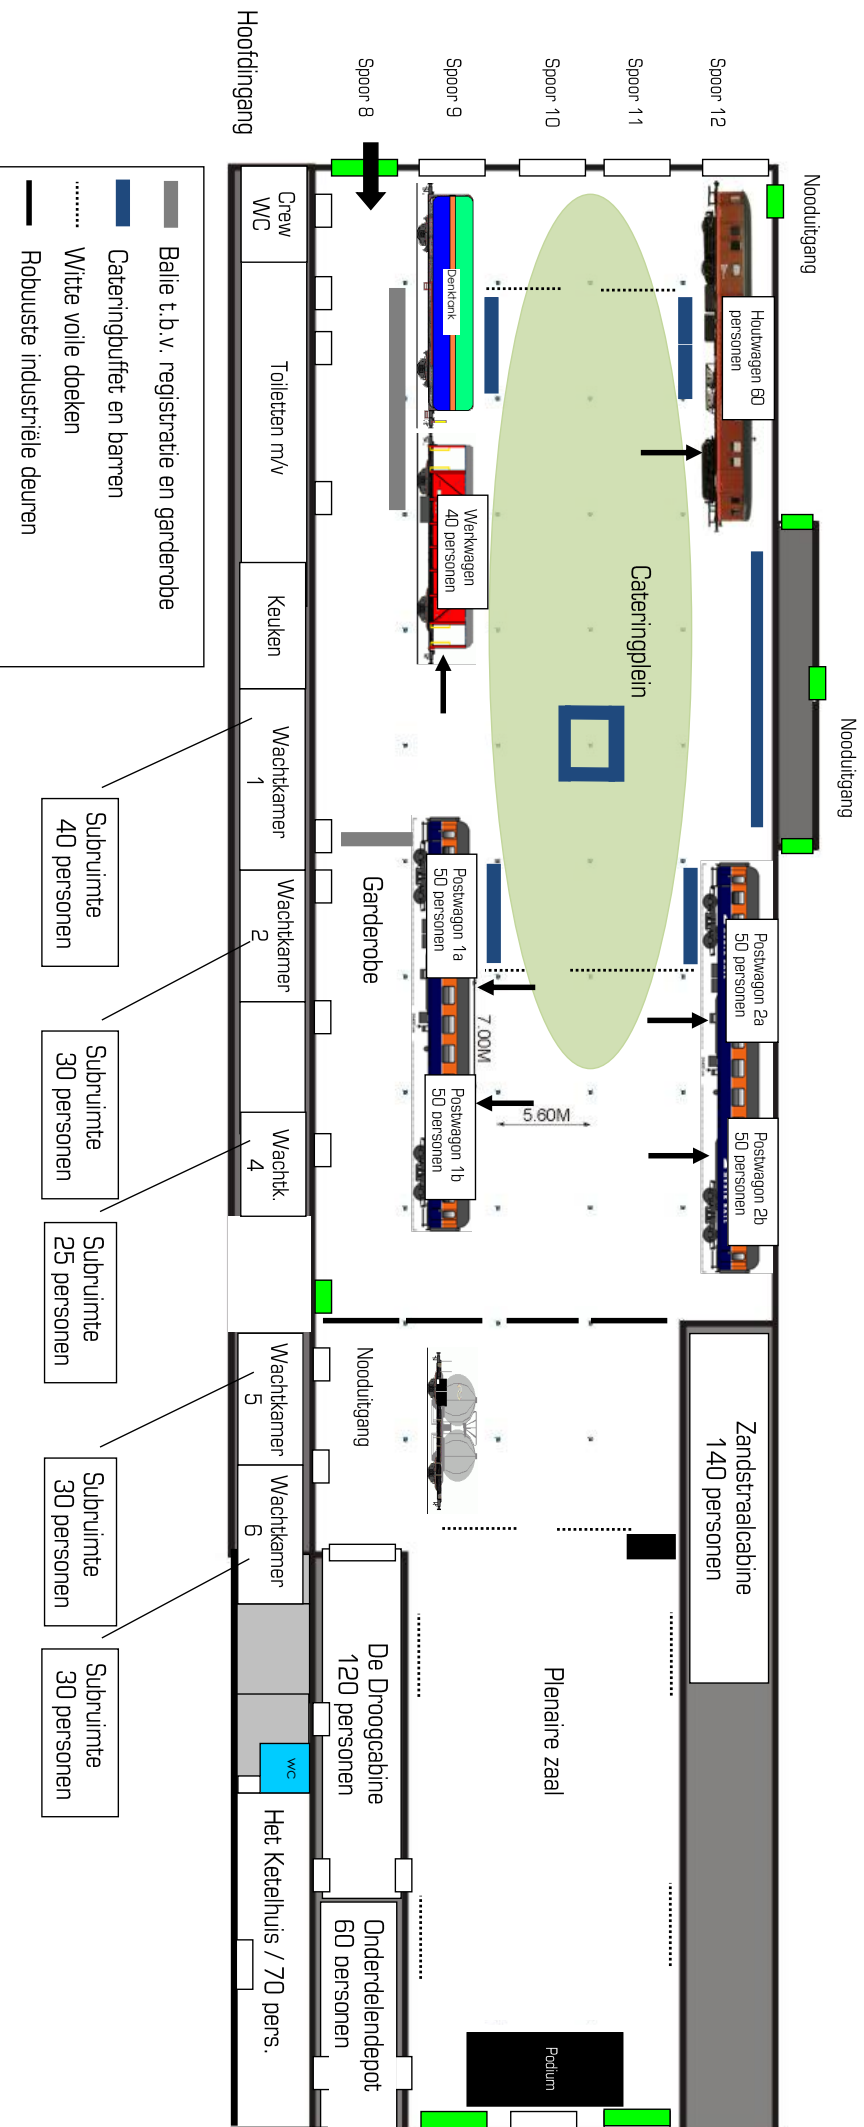 Hoofdingang
Spoor 8
Spoor 9
Spoor 10
Spoor 11
Spoor 12
Nooduitgang
Nooduitgang
Houtwagen 60
personen
Denktank
Werkwagen
40 personen
Cateringplein
Crew
WC
Toiletten m/v
Keuken
Wachtkamer
1
Wachtkamer
2
Wachtk.
4
Wachtkamer
5
Wachtkamer
6
Garderobe
Postwagon 1a
50 personen
Postwagon 1b
50 personen
7.00M
5.60M
Postwagon 2a
50 personen
Postwagon 2b
50 personen
Nooduitgang
Zandstraalcabine
140 personen
De Droogcabine
120 personen
Plenaire zaal
Podium
Onderdelendepot
60 personen
wc
Het Ketelhuis / 70 pers.
Subruimte
40 personen
Subruimte
30 personen
Subruimte
25 personen
Subruimte
30 personen
Subruimte
30 personen
Balie t.b.v. registratie en garderobe
Cateringbuffet en barren
Witte voile doeken
Robuuste industriële deuren